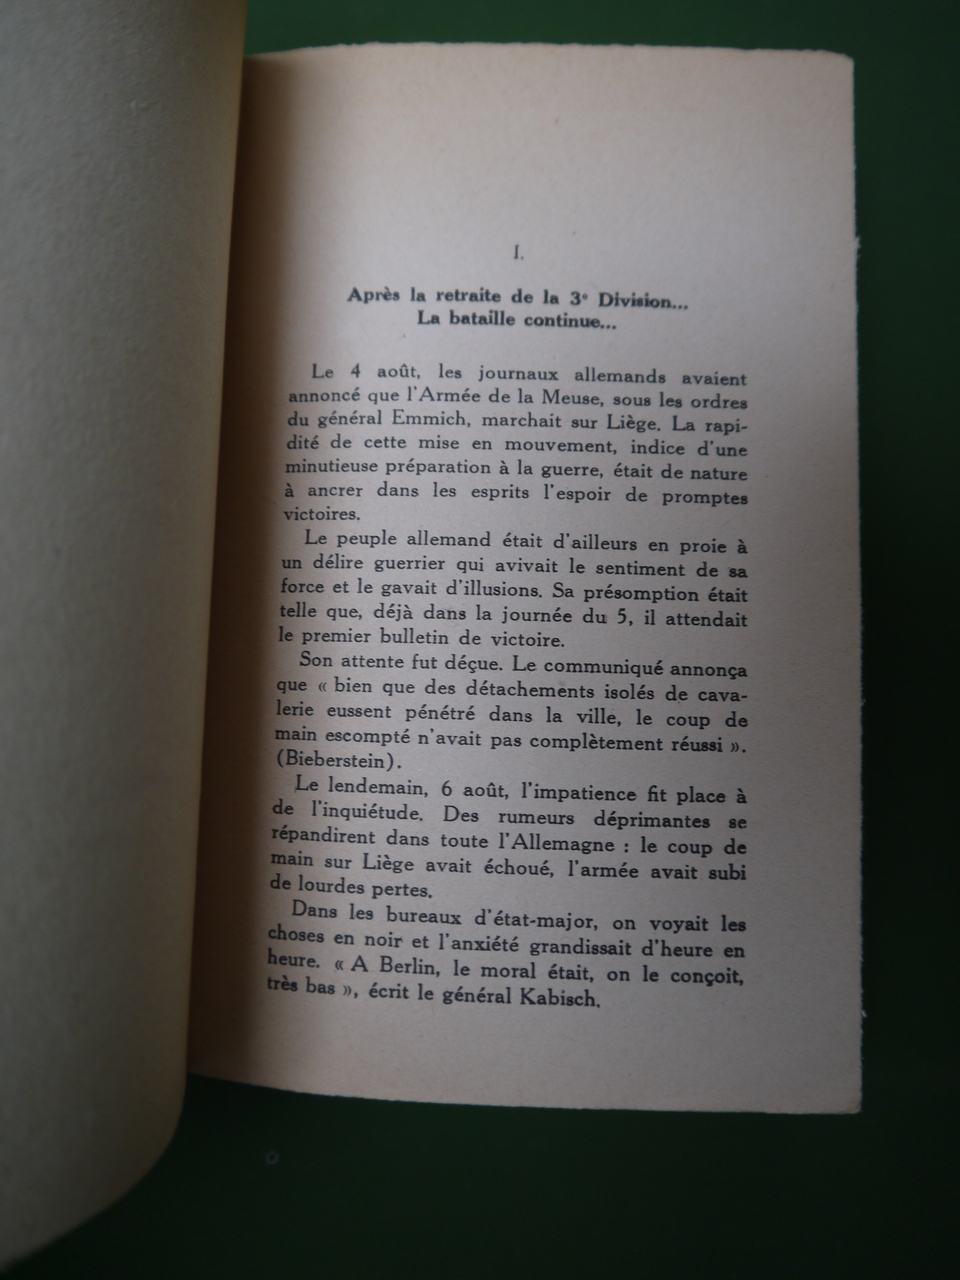 I.
Après la retraite de la 3e Division...
La bataille continue...
Le 4 août, les journaux allemands avaient
annoncé que l'Armée de la Meuse, sous les ordres
du général Emmich, marchait sur Liège. La rapi-
dité de cette mise en mouvement, indice d'une
minutieuse préparation à la guerre, était de nature
à ancrer dans les esprits l'espoir de promptes
victoires.
Le peuple allemand était d'ailleurs en proie à
un délire guerrier qui avivait le sentiment de sa
force et le gavait d'illusions. Sa présomption était
telle que, déjà dans la journée du 5, il attendait
le premier bulletin de victoire.
Son attente fut déçue. Le communiqué annonça
que « bien que des détachements isolés de cava-
lerie eussent pénétré dans la ville, le coup de
main escompté n'avait pas complètement réussi ».
(Bieberstein).
Le lendemain, 6 août, l'impatience fit place à
de l'inquiétude. Des rumeurs déprimantes se
répandirent dans toute l'Allemagne : le coup de
main sur Liège avait échoué, l'armée avait subi
de lourdes pertes.
Dans les bureaux d'état-major, on voyait les
choses en noir et l'anxiété grandissait d'heure en
heure. « A Berlin, le moral était, on le conçoit,
très bas », écrit le général Kabisch.